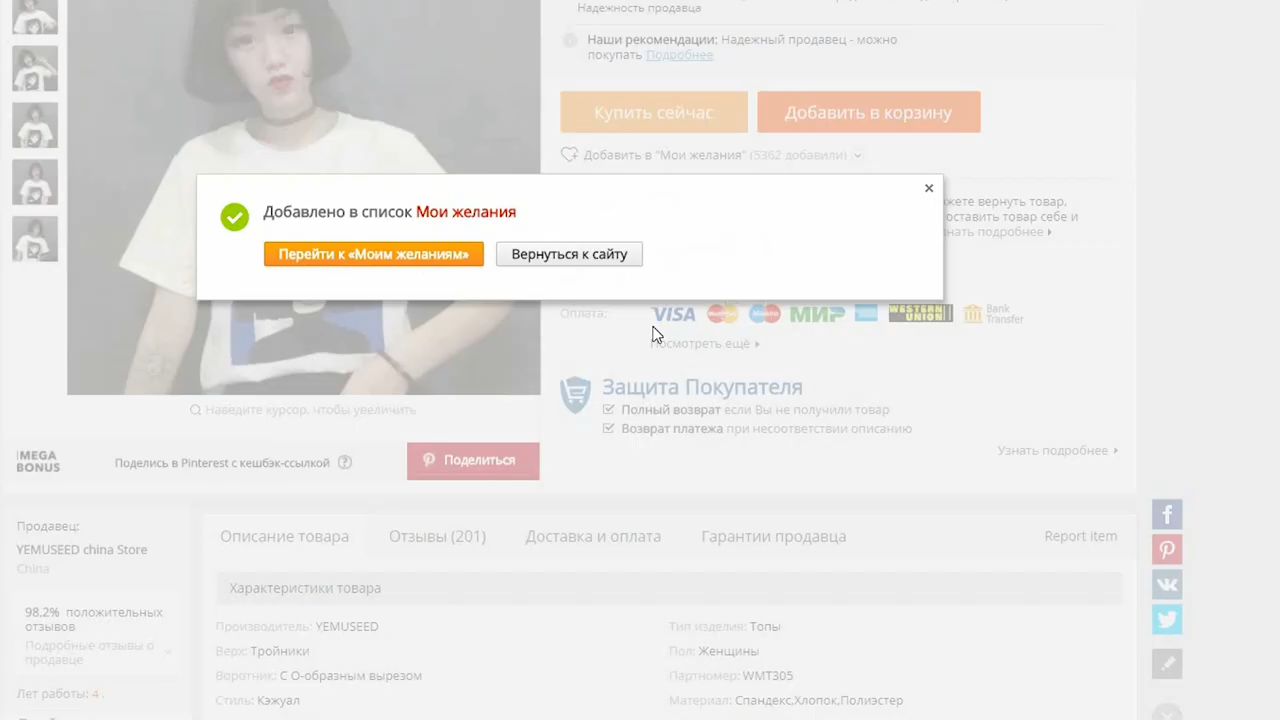 Надежность продавца
Наши рекомендации: Надежный продавец - можно
покупать Подробнее
Купить сейчас
Добавить в корзину
Добавить в "Мои желания" (5362 добавили)
Добавлено в список Мои желания
Перейти к «Моим желаниям»
Вернуться к сайту
жете вернуть товар,
оставить товар себе и
нать подробнее
Оплата:
VISA
MИР
WESTERN
UNION
Bank
Transfer
Посмотреть ещё
Защита Покупателя
Полный возврат если Вы не получили товар
Возврат платежа при несоответствии описанию
Узнать подробнее
Наведите курсор, чтобы увеличить
MEGA
BONUS
Поделись в Pinterest с кешбэк-ссылкой
Поделиться
Продавец:
YEMUSEED china Store
China
98,2% положительных
отзывов
Подробные отзывы о
продавце
Лет работы: 4 .
Описание товара
Отзывы (201)
Доставка и оплата
Гарантии продавца
Report item
Характеристики товара
Производитель: YEMUSEED
Тип изделия: Топы
Верх: Тройники
Пол: Женщины
Воротник: С О-образным вырезом
Партномер: WMT305
Стиль: Кэжуал
Материал: Спандекс,Хлопок,Полиэстер